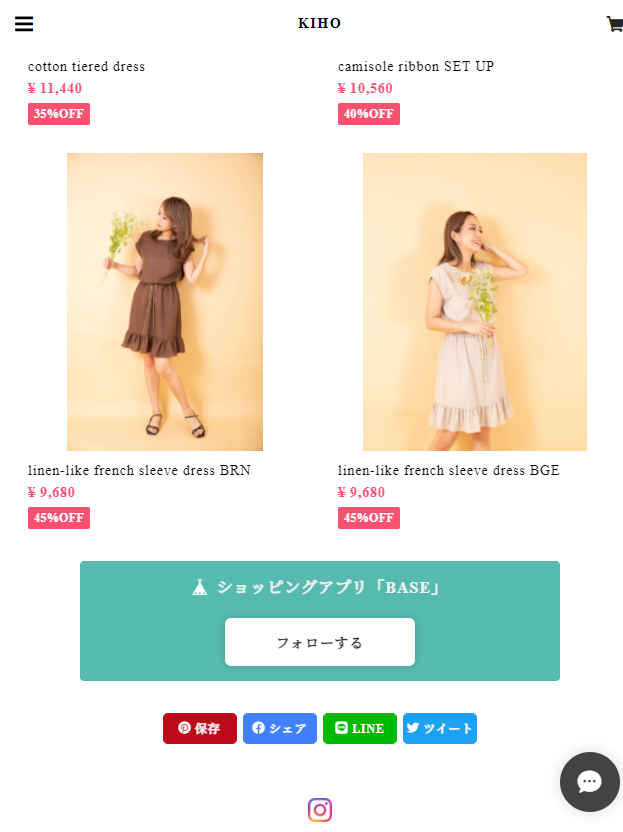 KIHO
cotton tiered dress
¥ 11,440
35%OFF
camisole ribbon SET UP
¥ 10,560
40%OFF
linen-like french sleeve dress BRN
¥ 9,680
45%OFF
linen-like french sleeve dress BGE
¥ 9,680
45%OFF
ショッピングアプリ「BASE」
フォローする
保存
シェア
LINE
ツイート